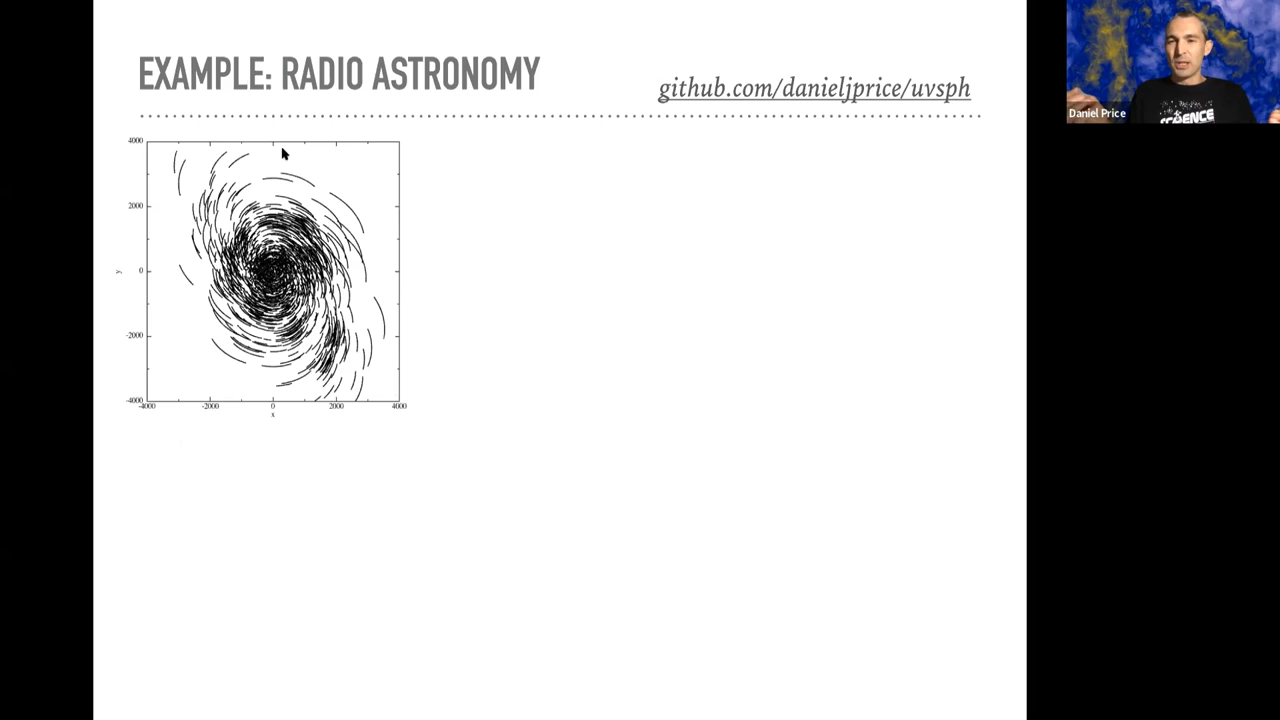 EXAMPLE: RADIO ASTRONOMY
github.com/danieljprice/uvsph
Daniel Price
SCIENCE
4000
2000
0
-2000
-4000
y
-4000
-2000
0
2000
4000
x